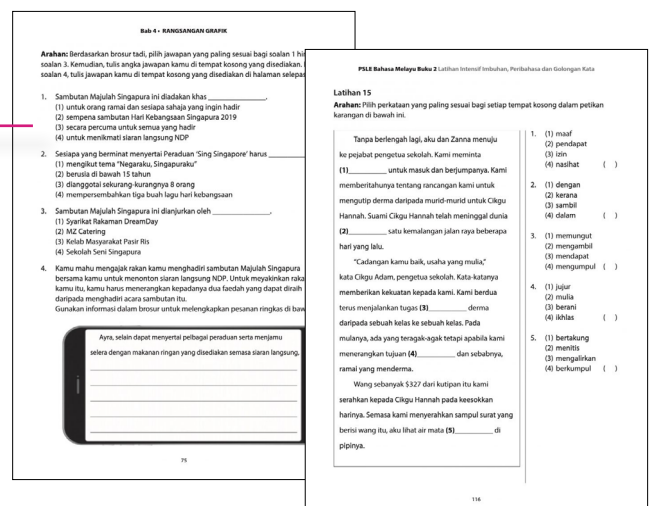 Bab 4 • RANGSANGAN GRAFIK
Arahan: Berdasarkan brosur tadi, pilih jawapan yang paling sesuai bagi soalan 1 hin
soalan 3. Kemudian, tulis angka jawapan kamu di tempat kosong yang disediakan.
soalan 4, tulis jawapan kamu di tempat kosong yang disediakan di halaman selepas
1. Sambutan Majulah Singapura ini diadakan khas ____________.
(1) untuk orang ramai dan sesiapa sahaja yang ingin hadir
(2) sempena sambutan Hari Kebangsaan Singapura 2019
(3) secara percuma untuk semua yang hadir
(4) untuk menikmati siaran langsung NDP
2. Sesiapa yang berminat menyertai Peraduan 'Sing Singapore' harus ________
(1) mengikut tema "Negaraku, Singapuraku"
(2) berusia di bawah 15 tahun
(3) dianggotai sekurang-kurangnya 8 orang
(4) mempersembahkan tiga buah lagu hari kebangsaan
3. Sambutan Majulah Singapura ini dianjurkan oleh ____________.
(1) Syarikat Rakaman DreamDay
(2) MZ Catering
(3) Kelab Masyarakat Pasir Ris
(4) Sekolah Seni Singapura
4. Kamu mahu mengajak rakan kamu menghadiri sambutan Majulah Singapura
bersama kamu untuk menonton siaran langsung NDP. Untuk meyakinkan raka
kamu itu, kamu harus menerangkan kepadanya dua faedah yang dapat diraih
daripada menghadiri acara sambutan itu.
Gunakan informasi dalam brosur untuk melengkapkan pesanan ringkas di baw
Ayra, selain dapat menyertai pelbagai peraduan serta menjamu
selera dengan makanan ringan yang disediakan semasa siaran langsung,
75
PSLE Bahasa Melayu Buku 2 Latihan Intensif Imbuhan, Peribahasa dan Golongan Kata
Latihan 15
Arahan: Pilih perkataan yang paling sesuai bagi setiap tempat kosong dalam petikan
karangan di bawah ini.
Tanpa berlengah lagi, aku dan Zanna menuju
ke pejabat pengetua sekolah. Kami meminta
(1)__________ untuk masuk dan berjumpanya. Kami
memberitahunya tentang rancangan kami untuk
mengutip derma daripada murid-murid untuk Cikgu
Hannah. Suami Cikgu Hannah telah meninggal dunia
(2)__________ satu kemalangan jalan raya beberapa
hari yang lalu.
"Cadangan kamu baik, usaha yang mulia,"
kata Cikgu Adam, pengetua sekolah. Kata-katanya
memberikan kekuatan kepada kami. Kami berdua
terus menjalankan tugas (3)__________ derma
daripada sebuah kelas ke sebuah kelas. Pada
mulanya, ada yang teragak-agak tetapi apabila kami
menerangkan tujuan (4)__________ dan sebabnya,
ramai yang menderma.
Wang sebanyak $327 dari kutipan itu kami
serahkan kepada Cikgu Hannah pada keesokkan
harinya. Semasa kami menyerahkan sampul surat yang
berisi wang itu, aku lihat air mata (5)__________ di
pipinya.
1. (1) maaf
(2) pendapat
(3) izin
(4) nasihat ( )
2. (1) dengan
(2) kerana
(3) sambil
(4) dalam ( )
3. (1) memungut
(2) mengambil
(3) mendapat
(4) mengumpul ( )
4. (1) jujur
(2) mulia
(3) berani
(4) ikhlas ( )
5. (1) bertakung
(2) menitis
(3) mengalirkan
(4) berkumpul ( )
116